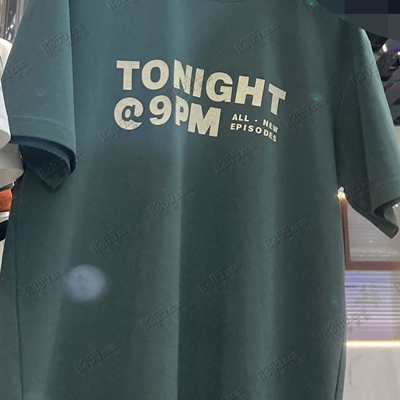 TONIGHT
@ 9PM
ALL · NEW
EPISODES